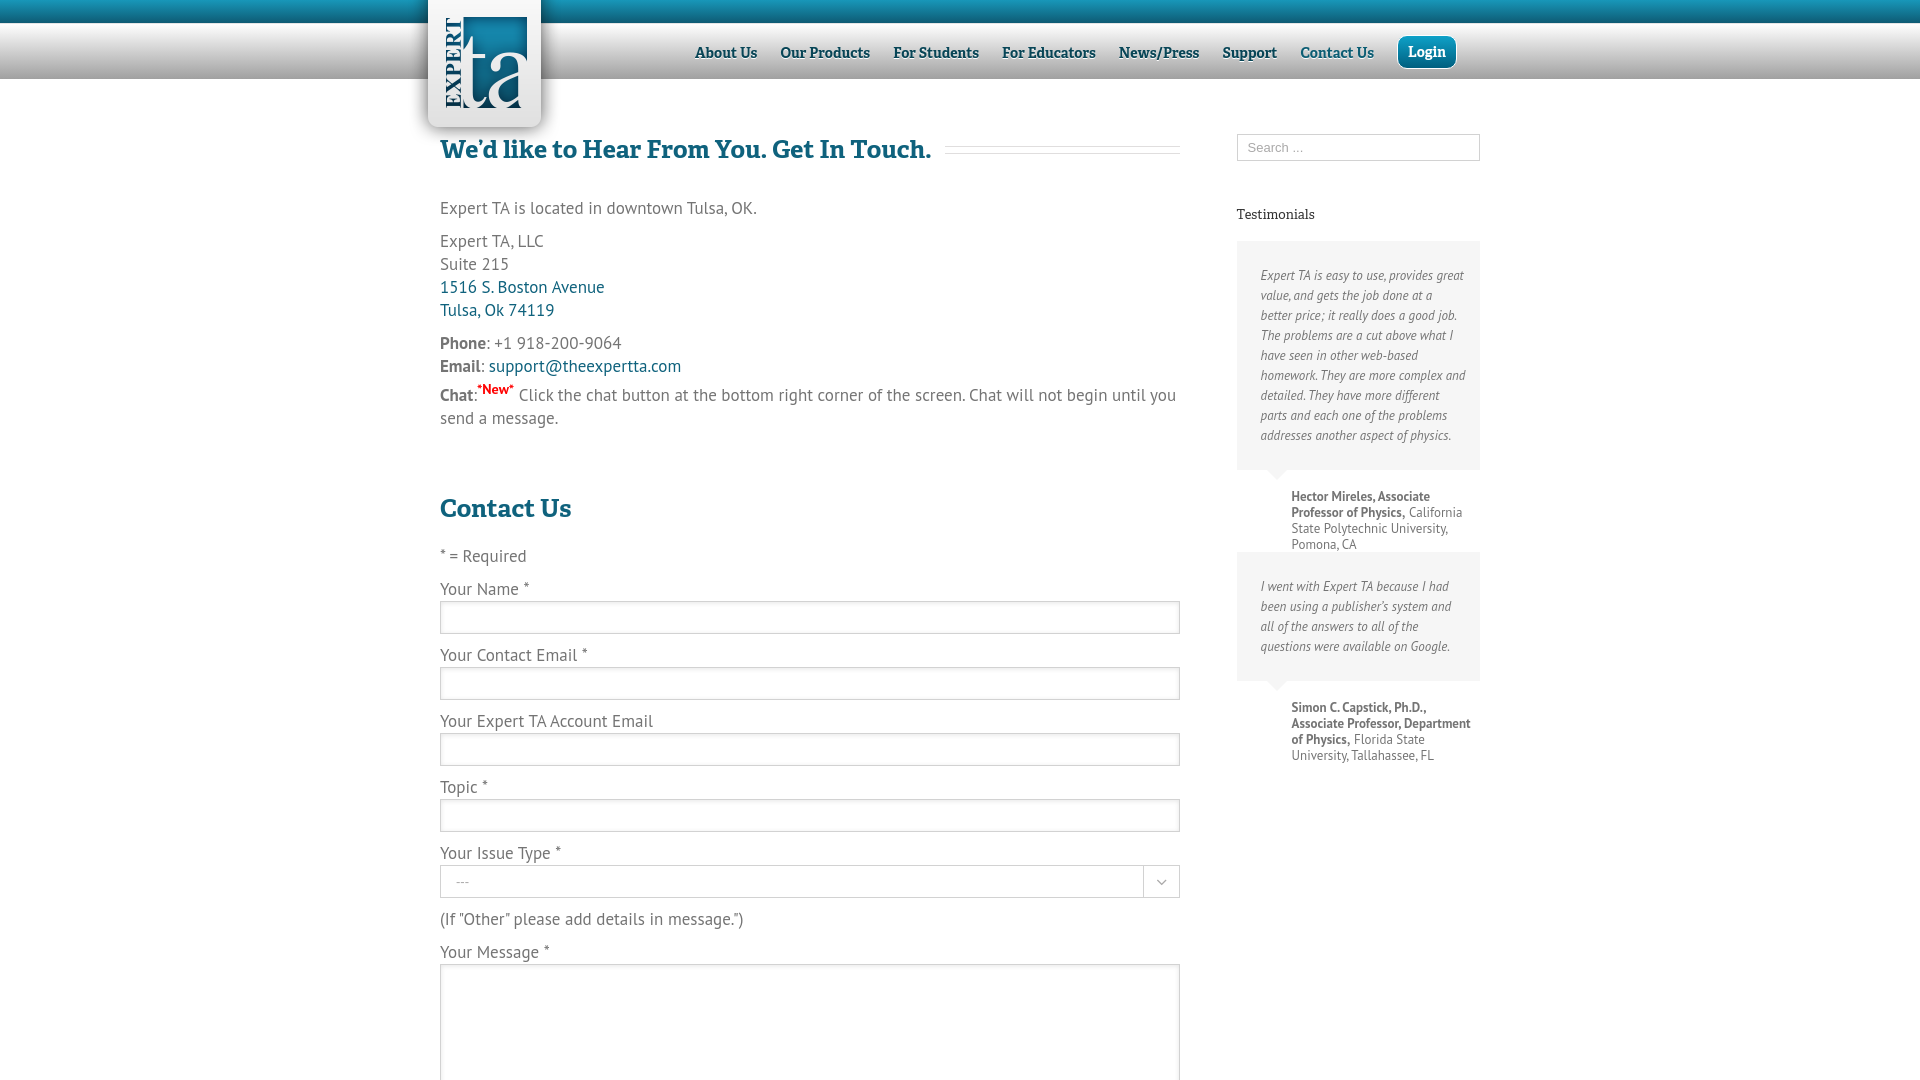 EXPERT
ta
About Us
Our Products
For Students
For Educators
News/Press
Support
Contact Us
Login
We’d like to Hear From You. Get In Touch.
Expert TA is located in downtown Tulsa, OK.
Expert TA, LLC
Suite 215
1516 S. Boston Avenue
Tulsa, Ok 74119
Phone: +1 918-200-9064
Email: support@theexpertta.com
Chat:*New* Click the chat button at the bottom right corner of the screen. Chat will not begin until you
send a message.
Contact Us
* = Required
Your Name *
Your Contact Email *
Your Expert TA Account Email
Topic *
Your Issue Type *
---
(If "Other" please add details in message.")
Your Message *
Search ...
Testimonials
Expert TA is easy to use, provides great
value, and gets the job done at a
better price; it really does a good job.
The problems are a cut above what I
have seen in other web-based
homework. They are more complex and
detailed. They have more different
parts and each one of the problems
addresses another aspect of physics.
Hector Mireles, Associate
Professor of Physics, California
State Polytechnic University,
Pomona, CA
I went with Expert TA because I had
been using a publisher’s system and
all of the answers to all of the
questions were available on Google.
Simon C. Capstick, Ph.D.,
Associate Professor, Department
of Physics, Florida State
University, Tallahassee, FL